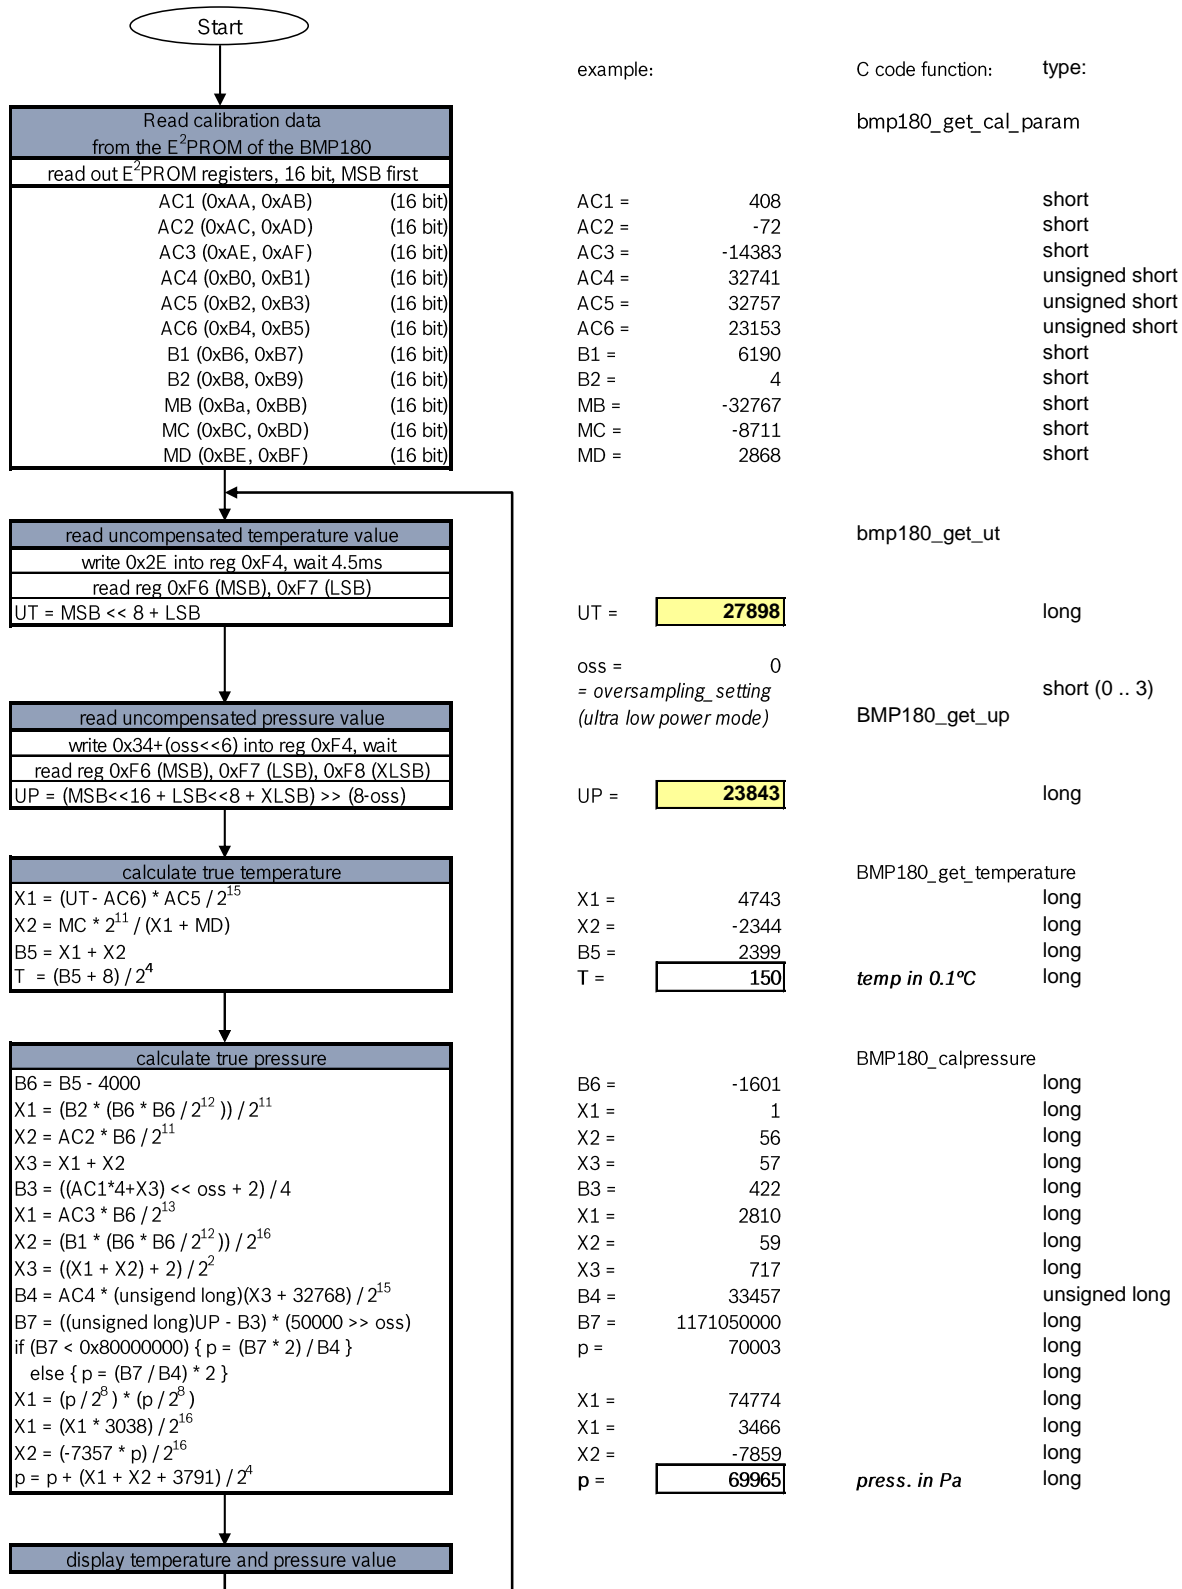 Start
example: C code function: type:
Read calibration data
from the E²PROM of the BMP180
bmp180_get_cal_param
read out E²PROM registers, 16 bit, MSB first
AC1 (0xAA, 0xAB) (16 bit) AC1 = 408 short
AC2 (0xAC, 0xAD) (16 bit) AC2 = -72 short
AC3 (0xAE, 0xAF) (16 bit) AC3 = -14383 short
AC4 (0xB0, 0xB1) (16 bit) AC4 = 32741 unsigned short
AC5 (0xB2, 0xB3) (16 bit) AC5 = 32757 unsigned short
AC6 (0xB4, 0xB5) (16 bit) AC6 = 23153 unsigned short
B1 (0xB6, 0xB7) (16 bit) B1 = 6190 short
B2 (0xB8, 0xB9) (16 bit) B2 = 4 short
MB (0xBa, 0xBB) (16 bit) MB = -32767 short
MC (0xBC, 0xBD) (16 bit) MC = -8711 short
MD (0xBE, 0xBF) (16 bit) MD = 2868 short
read uncompensated temperature value bmp180_get_ut
write 0x2E into reg 0xF4, wait 4.5ms
read reg 0xF6 (MSB), 0xF7 (LSB)
UT = MSB << 8 + LSB UT = 27898 long
oss = 0
= oversampling_setting short (0 .. 3)
(ultra low power mode)
read uncompensated pressure value BMP180_get_up
write 0x34+(oss<<6) into reg 0xF4, wait
read reg 0xF6 (MSB), 0xF7 (LSB), 0xF8 (XLSB)
UP = (MSB<<16 + LSB<<8 + XLSB) >> (8-oss) UP = 23843 long
calculate true temperature BMP180_get_temperature
X1 = (UT - AC6) * AC5 / 2¹⁵ X1 = 4743 long
X2 = MC * 2¹¹ / (X1 + MD) X2 = -2344 long
B5 = X1 + X2 B5 = 2399 long
T = (B5 + 8) / 2⁴ T = 150 temp in 0.1ºC long
calculate true pressure BMP180_calpressure
B6 = B5 - 4000 B6 = -1601 long
X1 = (B2 * (B6 * B6 / 2¹² )) / 2¹¹ X1 = 1 long
X2 = AC2 * B6 / 2¹¹ X2 = 56 long
X3 = X1 + X2 X3 = 57 long
B3 = ((AC1*4+X3) << oss + 2) / 4 B3 = 422 long
X1 = AC3 * B6 / 2¹³ X1 = 2810 long
X2 = (B1 * (B6 * B6 / 2¹² )) / 2¹⁶ X2 = 59 long
X3 = ((X1 + X2) + 2) / 2² X3 = 717 long
B4 = AC4 * (unsigend long)(X3 + 32768) / 2¹⁵ B4 = 33457 unsigned long
B7 = ((unsigned long)UP - B3) * (50000 >> oss) B7 = 1171050000 long
if (B7 < 0x80000000) { p = (B7 * 2) / B4 } p = 70003 long
else { p = (B7 / B4) * 2 } long
X1 = (p / 2⁸ ) * (p / 2⁸ ) X1 = 74774 long
X1 = (X1 * 3038) / 2¹⁶ X1 = 3466 long
X2 = (-7357 * p) / 2¹⁶ X2 = -7859 long
p = p + (X1 + X2 + 3791) / 2⁴ p = 69965 press. in Pa long
display temperature and pressure value